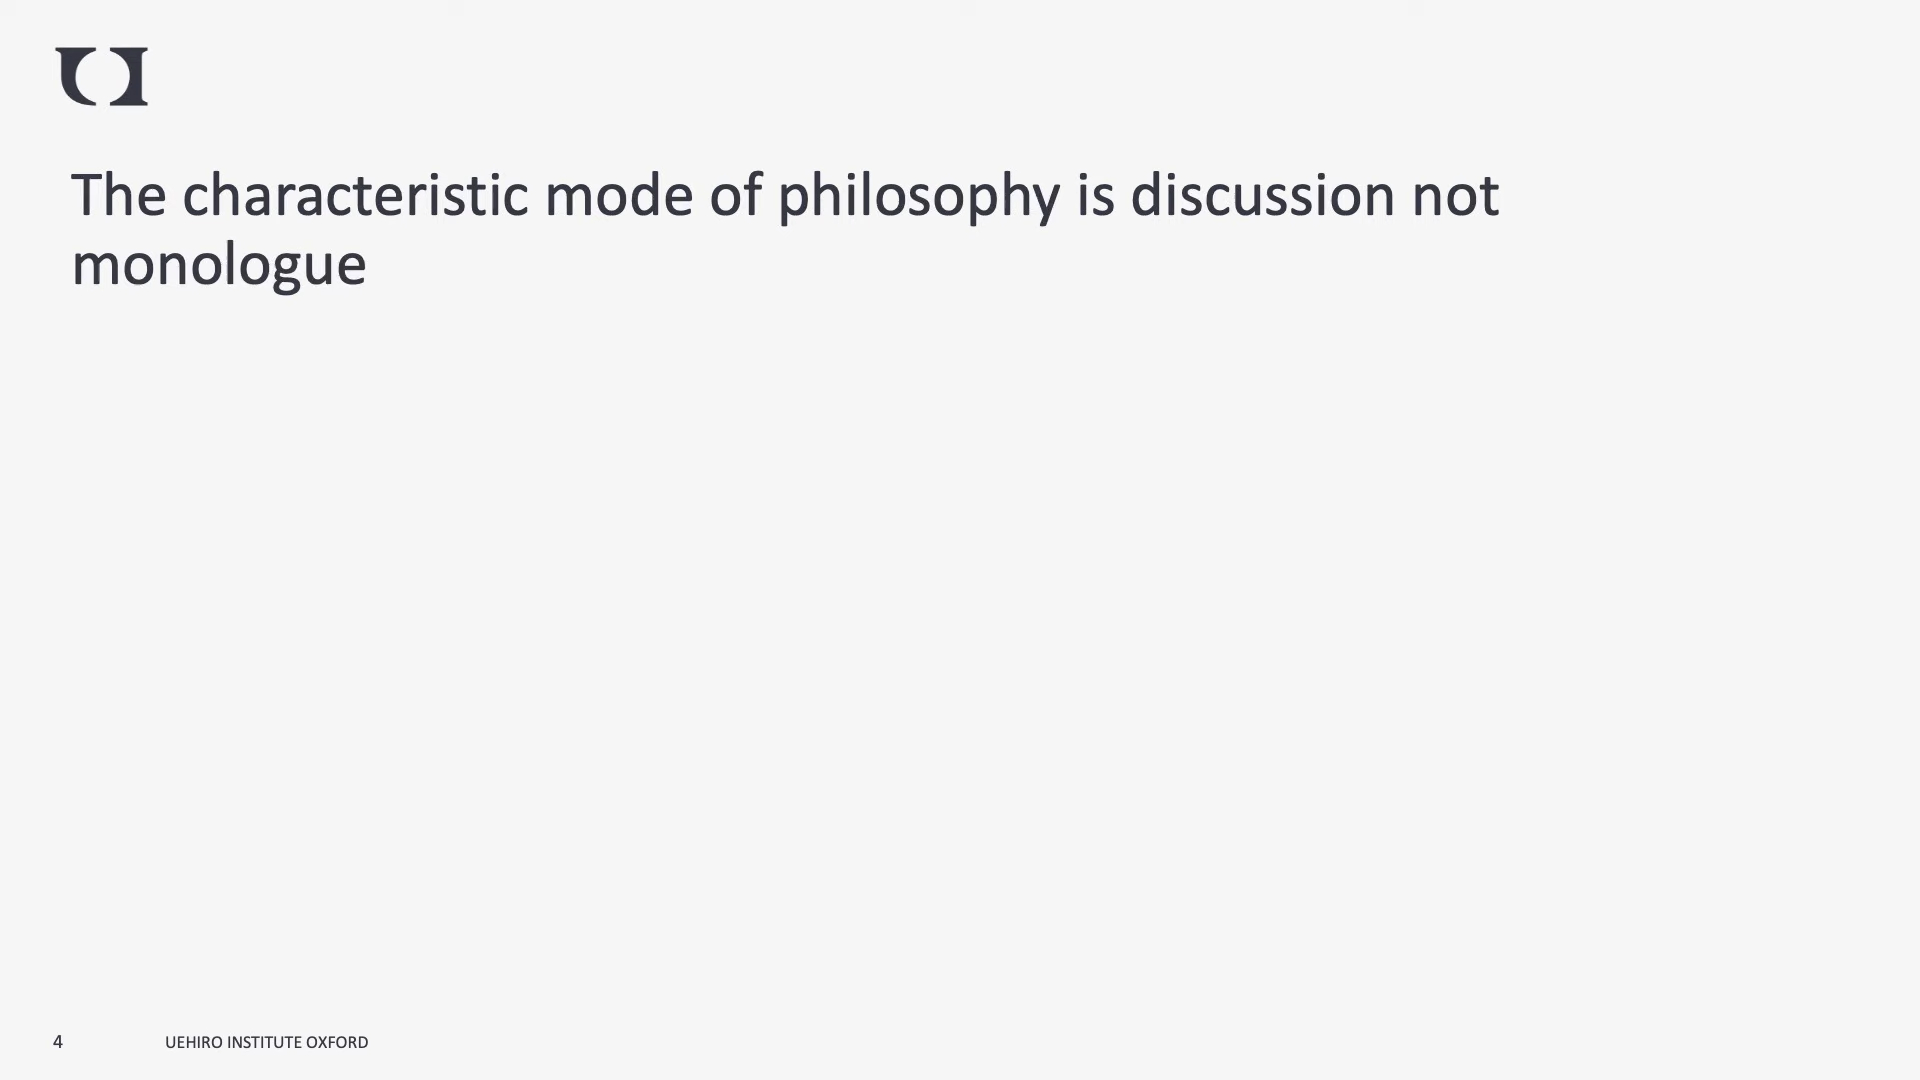 The characteristic mode of philosophy is discussion not
monologue
4
UEHIRO INSTITUTE OXFORD